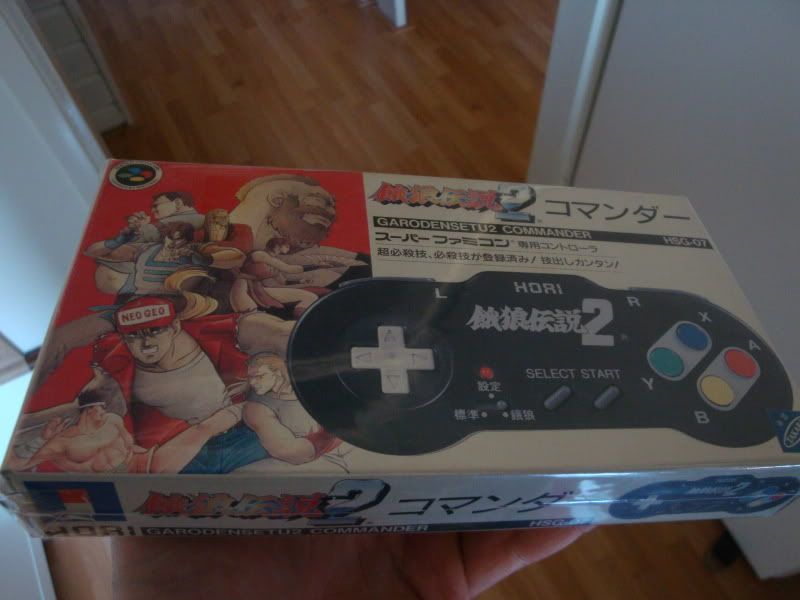 餓狼伝説2 コマンダー
GARODENSETU2 COMMANDER HSG-07
スーパーファミコン専用コントローラ
超必殺技、必殺技が登録済み! 技出しカンタン!
NEO GEO
L HORI R
餓狼伝説2
X
A
SELECT START
Y
B
設定
標準 餓狼
餓狼伝説2 コマンダー
HORI GARODENSETU2 COMMANDER